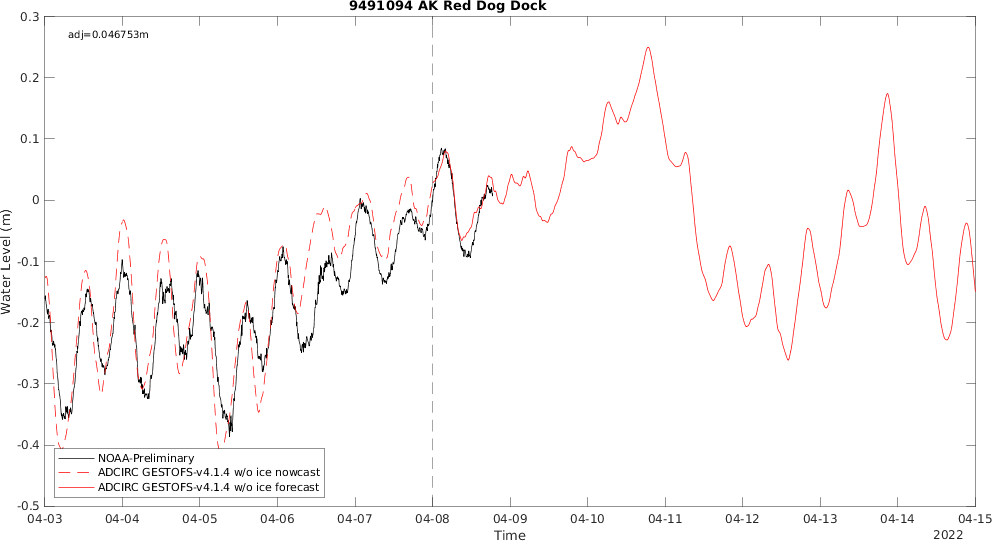 9491094 AK Red Dog Dock
adj=0.046753m
0.3
0.2
0.1
0
-0.1
-0.2
-0.3
-0.4
-0.5
Water Level (m)
NOAA-Preliminary
ADCIRC GESTOFS-v4.1.4 w/o ice nowcast
ADCIRC GESTOFS-v4.1.4 w/o ice forecast
04-03 04-04 04-05 04-06 04-07 04-08 04-09 04-10 04-11 04-12 04-13 04-14 04-15
Time
2022